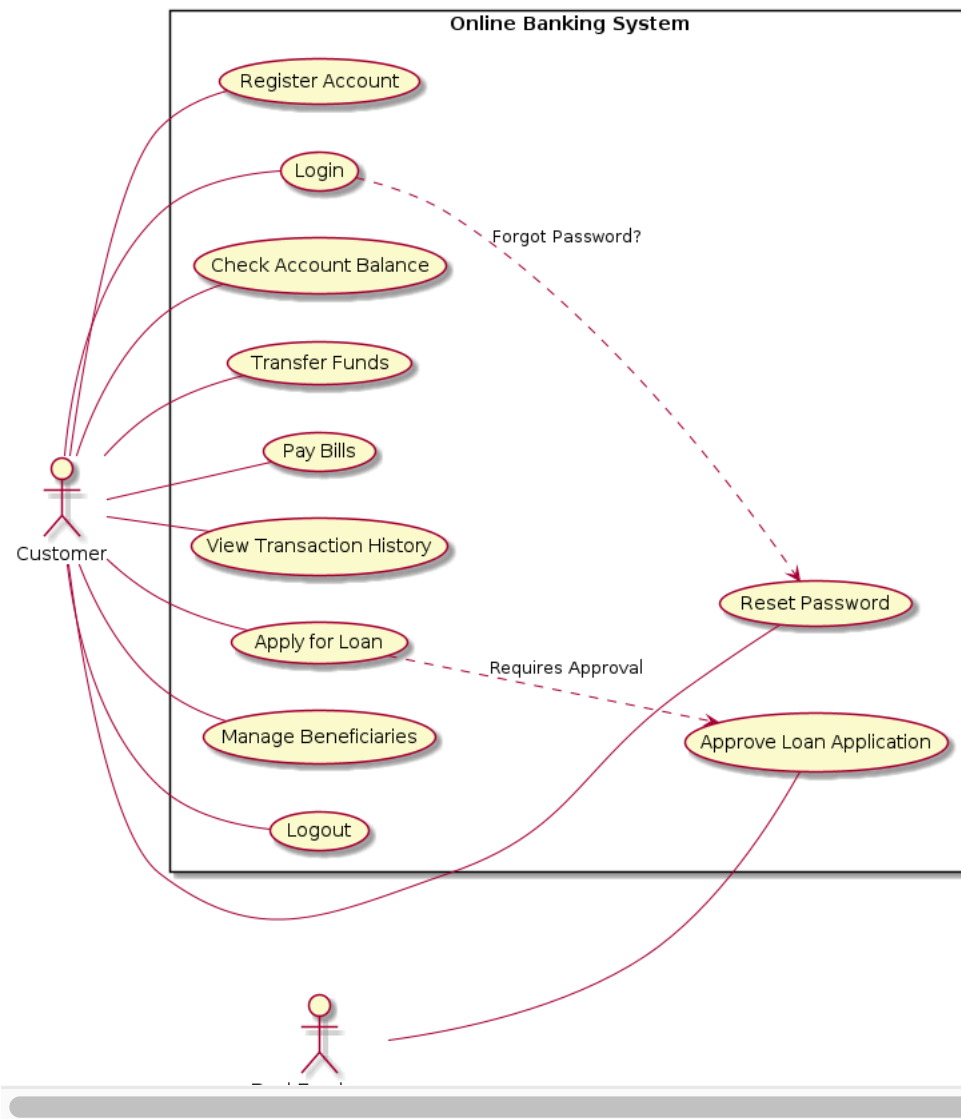 Online Banking System
Register Account
Login
Forgot Password?
Check Account Balance
Transfer Funds
Pay Bills
Customer
View Transaction History
Reset Password
Apply for Loan
Requires Approval
Manage Beneficiaries
Approve Loan Application
Logout